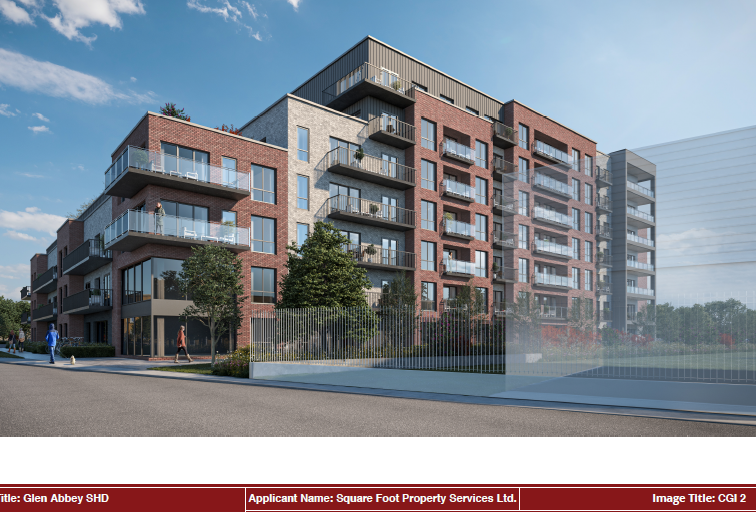 itle: Glen Abbey SHD
Applicant Name: Square Foot Property Services Ltd.
Image Title: CGI 2